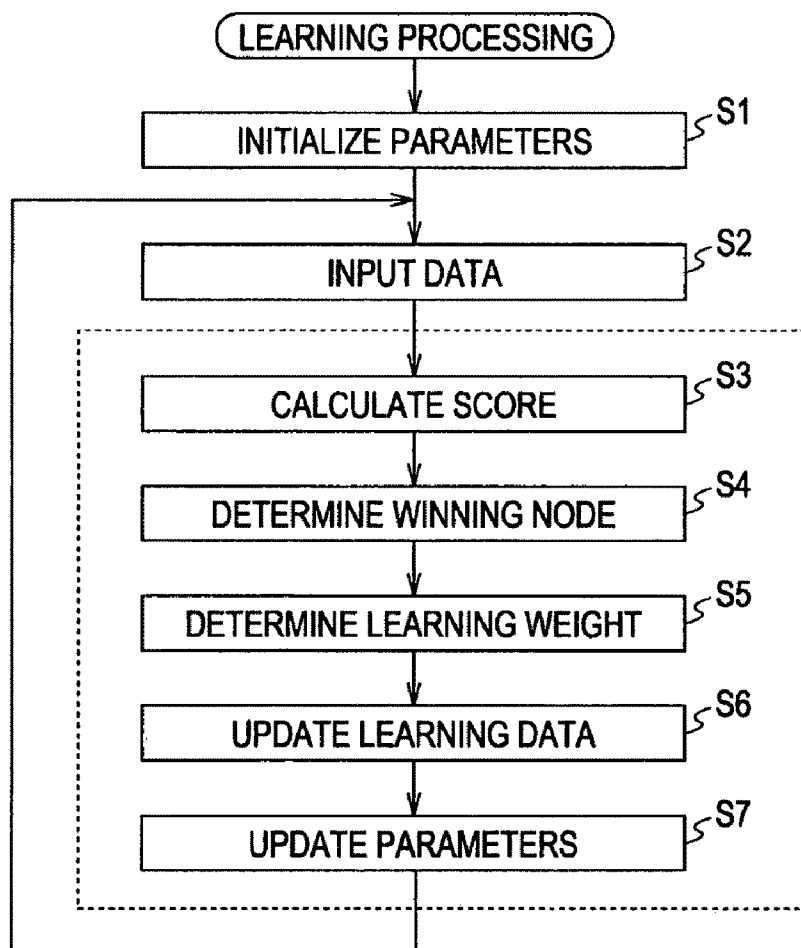 LEARNING PROCESSING
S1
INITIALIZE PARAMETERS
S2
INPUT DATA
S3
CALCULATE SCORE
S4
DETERMINE WINNING NODE
S5
DETERMINE LEARNING WEIGHT
S6
UPDATE LEARNING DATA
S7
UPDATE PARAMETERS